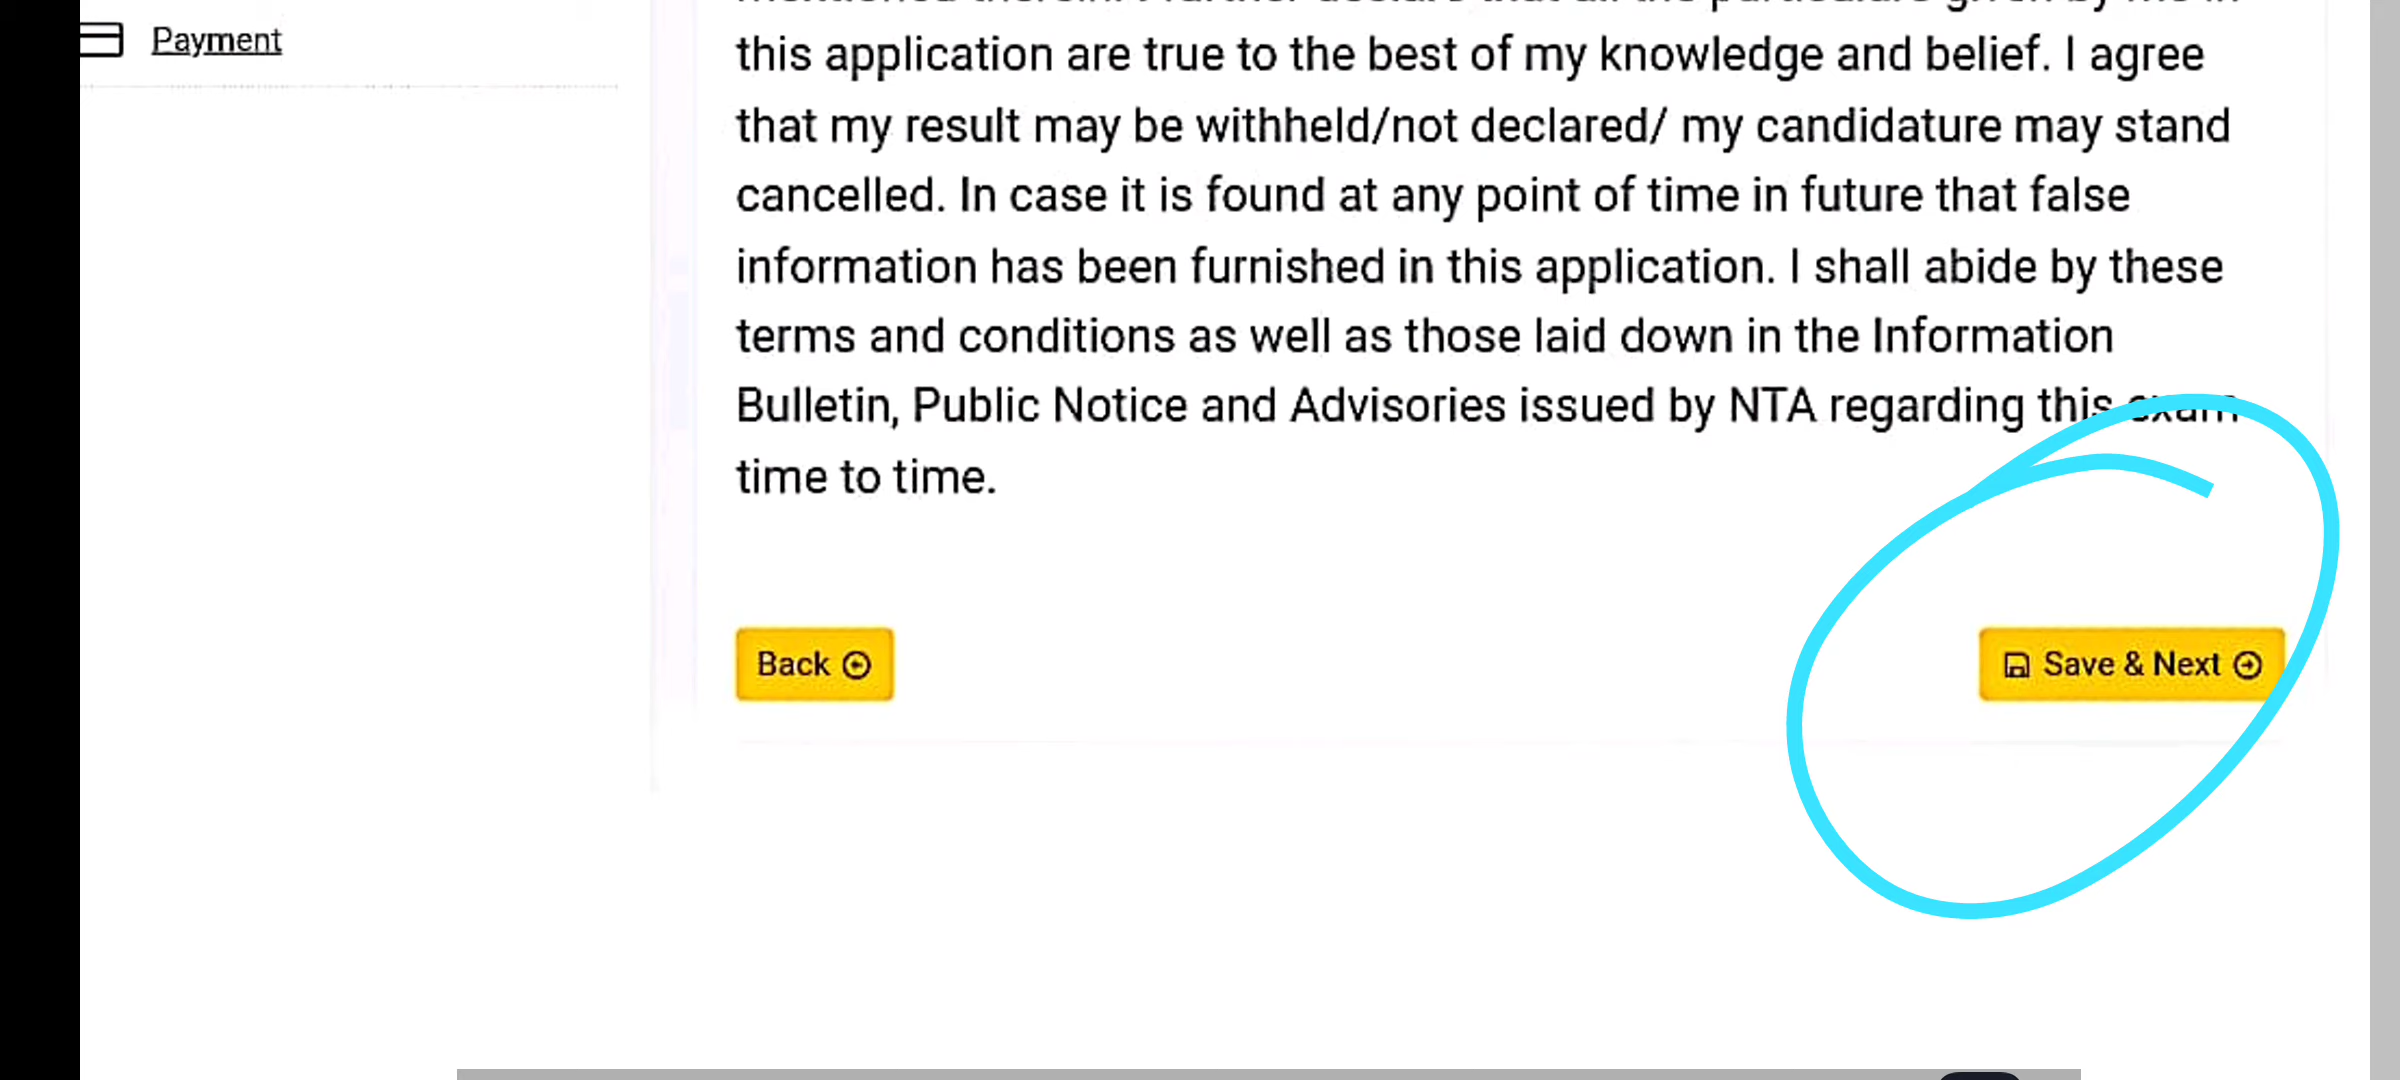 Payment
this application are true to the best of my knowledge and belief. I agree
that my result may be withheld/not declared/ my candidature may stand
cancelled. In case it is found at any point of time in future that false
information has been furnished in this application. I shall abide by these
terms and conditions as well as those laid down in the Information
Bulletin, Public Notice and Advisories issued by NTA regarding this exam
time to time.
Back
Save & Next